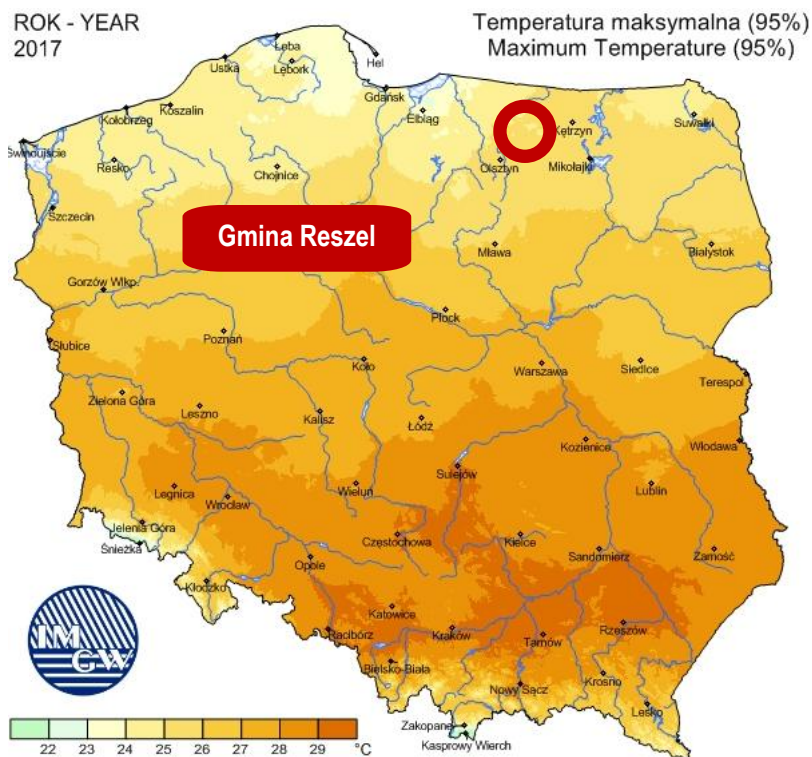 ROK - YEAR
2017
Temperatura maksymalna (95%)
Maximum Temperature (95%)
Łeba
Ustka
Lębork
Hel
Gdańsk
Koszalin
Kołobrzeg
Elbląg
Kętrzyn
Suwałki
Świnoujście
Resko
Chojnice
Olsztyn
Mikołajki
Szczecin
Gmina Reszel
Mława
Białystok
Gorzów Wlkp.
Płock
Słubice
Poznań
Koło
Warszawa
Siedlce
Terespol
Zielona Góra
Leszno
Kalisz
Łódź
Kozienice
Włodawa
Sulejów
Legnica
Wrocław
Wieluń
Lublin
Jelenia Góra
Śnieżka
Częstochowa
Kielce
Sandomierz
Zamość
Opole
Kłodzko
Katowice
Racibórz
Kraków
Tarnów
Rzeszów
IM
GW
Bielsko-Biała
Nowy Sącz
Krosno
Lesko
Zakopane
Kasprowy Wierch
22 23 24 25 26 27 28 29 °C